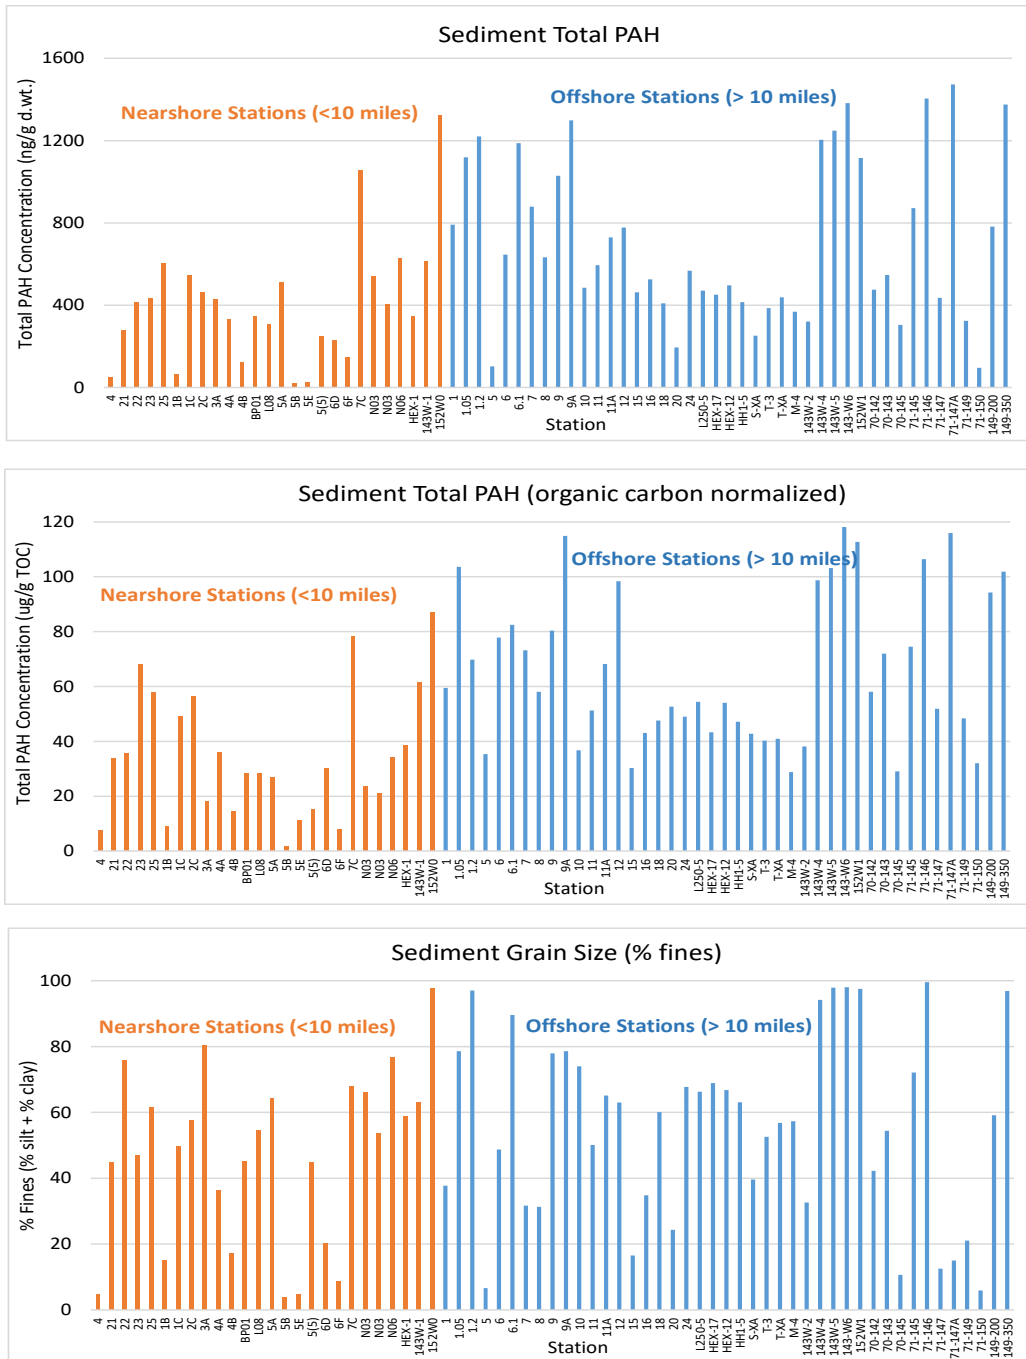 Sediment Total PAH
1600
1200
800
400
0
Total PAH Concentration (ng/g d.wt.)
Nearshore Stations (<10 miles)
Offshore Stations (> 10 miles)
4 21 22 23 25 1B 1C 2C 3A 4A 4B BP01 L08 5A 5B 5E 5(5) 6D 6F 7C N03 N03 N06 HEX-1 143W-1 152W0 1 1.05 1.2 5 6 6.1 7 8 9 9A 10 11 11A 12 15 16 18 20 24 L250-5 HEX-17 HEX-12 HH1-5 S-XA T-3 T-XA M-4 143W-2 143W-4 143W-5 143-W6 152W1 70-142 70-143 70-145 71-145 71-146 71-147 71-147A 71-149 71-150 149-200 149-350
Station
Sediment Total PAH (organic carbon normalized)
120
100
80
60
40
20
0
Total PAH Concentration (ug/g TOC)
Offshore Stations (> 10 miles)
Nearshore Stations (<10 miles)
4 21 22 23 25 1B 1C 2C 3A 4A 4B BP01 L08 5A 5B 5E 5(5) 6D 6F 7C N03 N03 N06 HEX-1 143W-1 152W0 1 1.05 1.2 5 6 6.1 7 8 9 9A 10 11 11A 12 15 16 18 20 24 L250-5 HEX-17 HEX-12 HH1-5 S-XA T-3 T-XA M-4 143W-2 143W-4 143W-5 143-W6 152W1 70-142 70-143 70-145 71-145 71-146 71-147 71-147A 71-149 71-150 149-200 149-350
Station
Sediment Grain Size (% fines)
100
80
60
40
20
0
% Fines (% silt + % clay)
Nearshore Stations (<10 miles)
Offshore Stations (> 10 miles)
4 21 22 23 25 1B 1C 2C 3A 4A 4B BP01 L08 5A 5B 5E 5(5) 6D 6F 7C N03 N03 N06 HEX-1 143W-1 152W0 1 1.05 1.2 5 6 6.1 7 8 9 9A 10 11 11A 12 15 16 18 20 24 L250-5 HEX-17 HEX-12 HH1-5 S-XA T-3 T-XA M-4 143W-2 143W-4 143W-5 143-W6 152W1 70-142 70-143 70-145 71-145 71-146 71-147 71-147A 71-149 71-150 149-200 149-350
Station